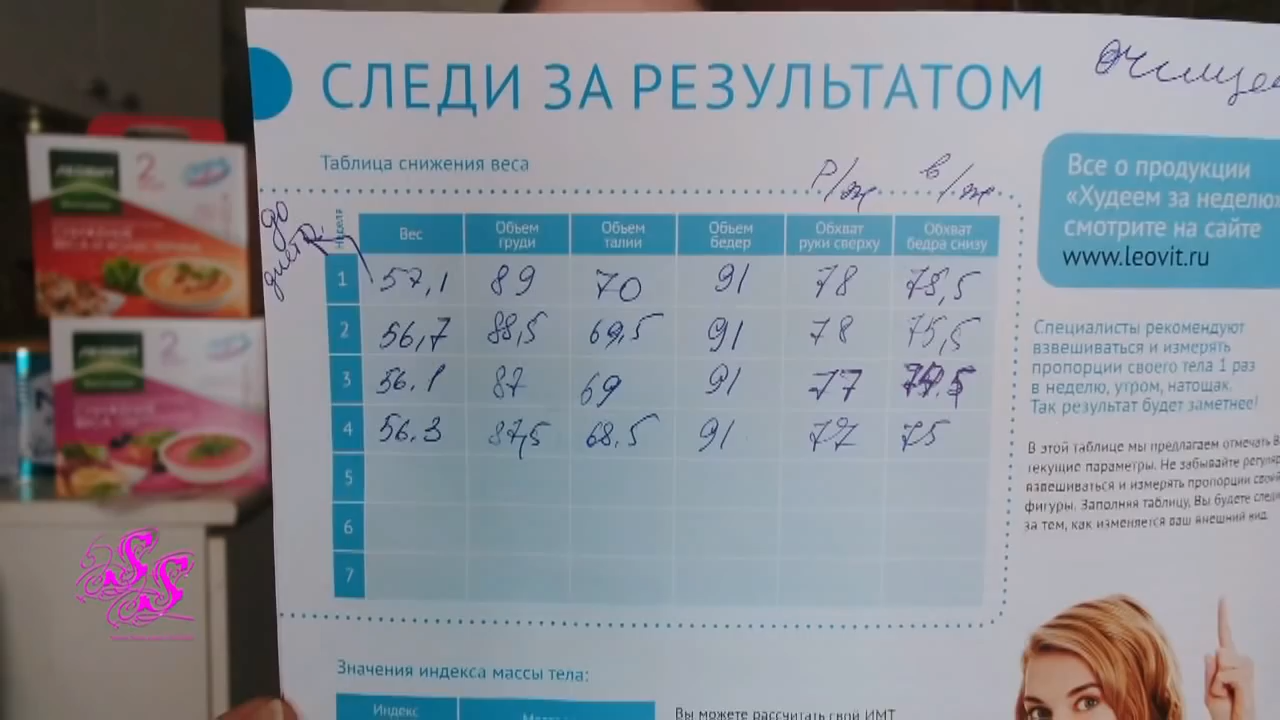 СЛЕДИ ЗА РЕЗУЛЬТАТОМ
Таблица снижения веса
р/ж в/ж
до
диеты
Неделя Вес Объем груди Объем талии Объем бедер Обхват руки сверху Обхват бедра снизу
1 57,1 89 70 91 78 78,5
2 56,7 88,5 69,5 91 78 75,5
3 56.1 87 69 91 77
4 56.3 87,5 68.5 91 77 75
5
6
7
Все о продукции
«Худеем за неделю»
смотрите на сайте
www.leovit.ru
Специалисты рекомендуют
взвешиваться и измерять
пропорции своего тела 1 раз
в неделю, утром, натощак.
Так результат будет заметнее!
В этой таблице мы предлагаем отмечать
текущие параметры. Не забывайте
взвешиваться и измерять пропорции
фигуры. Заполняя таблицу, Вы будете
за тем, как изменяется ваш внешний вид.
Значения индекса массы тела:
Индекс
Вы можете рассчитать свой ИМТ
ЛЕОВИТ
2
ЛЕОВИТ
2
SS